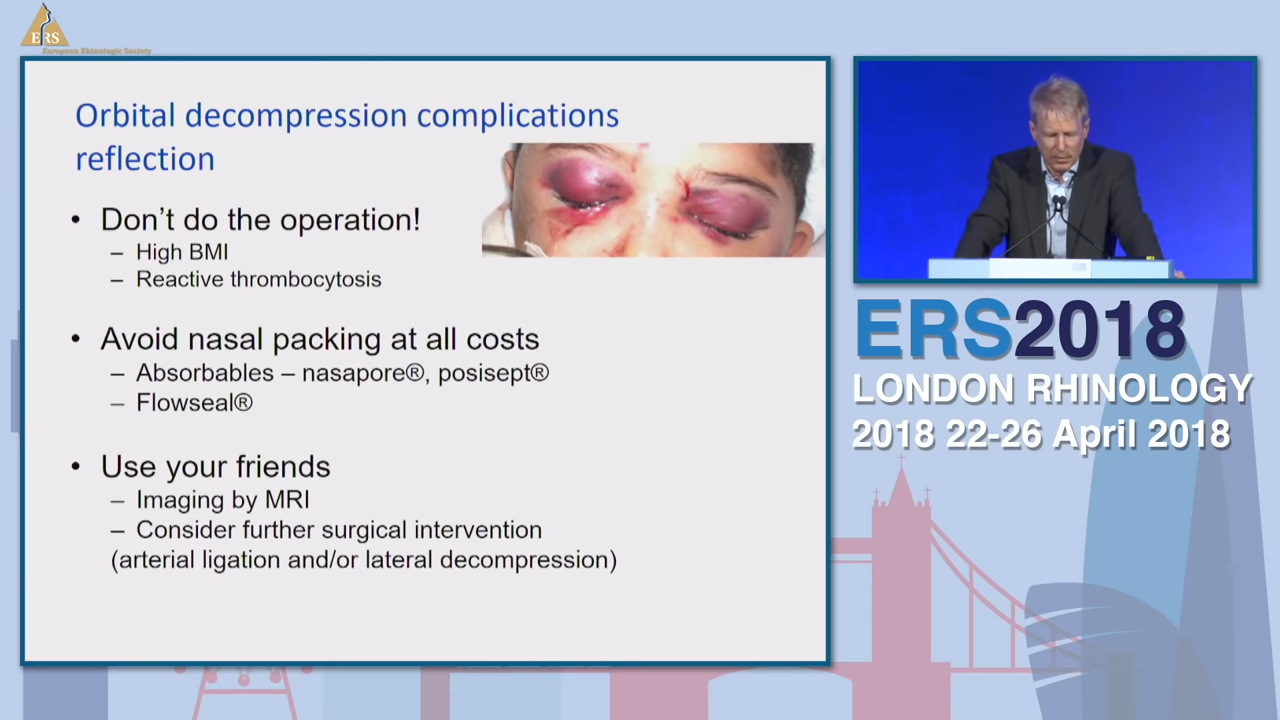 ERS
European Rhinologic Society
Orbital decompression complications
reflection
• Don't do the operation!
– High BMI
– Reactive thrombocytosis
• Avoid nasal packing at all costs
– Absorbables – nasapore®, posisept®
– Flowseal®
• Use your friends
– Imaging by MRI
– Consider further surgical intervention
(arterial ligation and/or lateral decompression)
ERS2018
LONDON RHINOLOGY
2018 22-26 April 2018